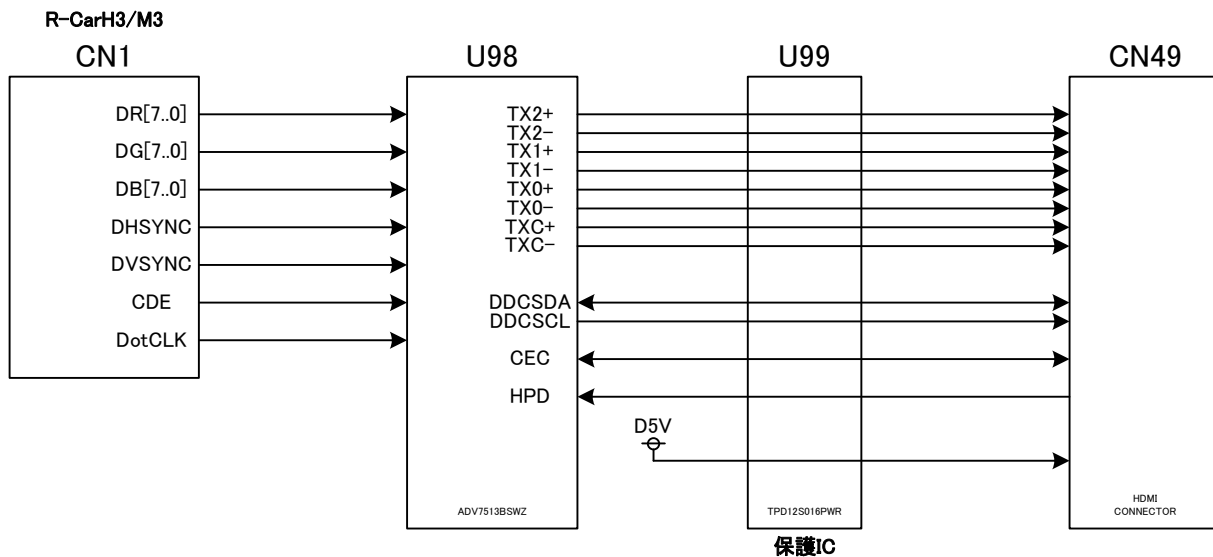 R-CarH3/M3
CN1
U98
U99
CN49
DR[7..0]
DG[7..0]
DB[7..0]
DHSYNC
DVSYNC
CDE
DotCLK
TX2+
TX2-
TX1+
TX1-
TX0+
TX0-
TXC+
TXC-
DDCSDA
DDCSCL
CEC
HPD
D5V
ADV7513BSWZ
TPD12S016PWR
HDMI
CONNECTOR
保護IC